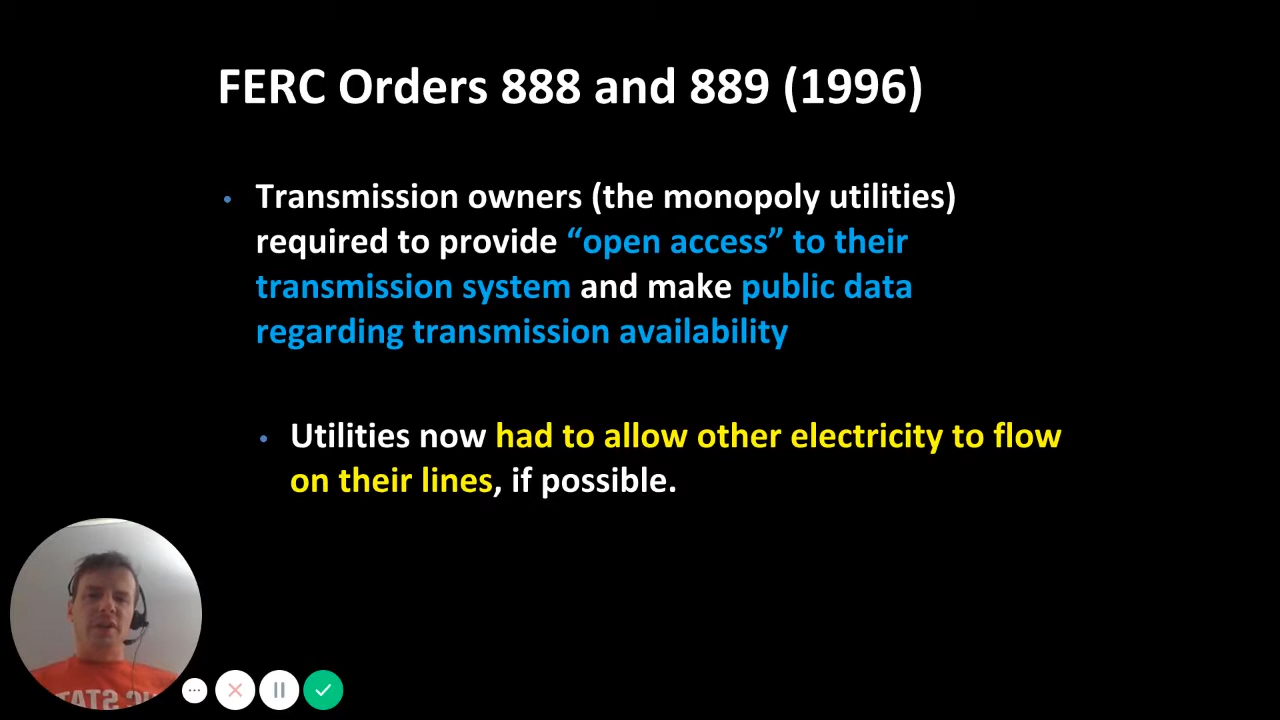 FERC Orders 888 and 889 (1996)
• Transmission owners (the monopoly utilities)
required to provide “open access” to their
transmission system and make public data
regarding transmission availability
• Utilities now had to allow other electricity to flow
on their lines, if possible.